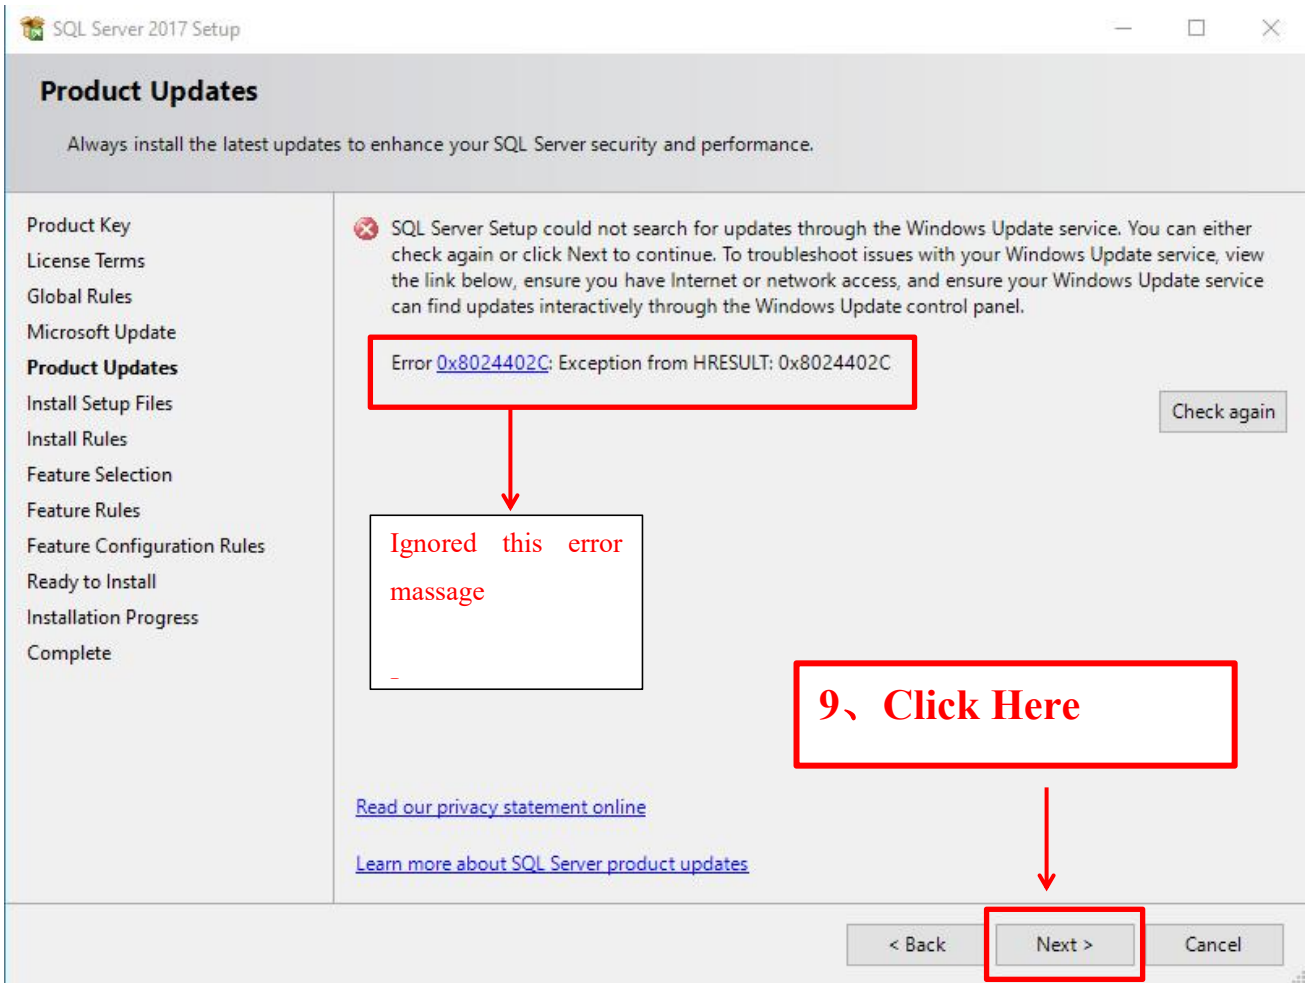 SQL Server 2017 Setup
Product Updates
Always install the latest updates to enhance your SQL Server security and performance.
Product Key
License Terms
Global Rules
Microsoft Update
Product Updates
Install Setup Files
Install Rules
Feature Selection
Feature Rules
Feature Configuration Rules
Ready to Install
Installation Progress
Complete
SQL Server Setup could not search for updates through the Windows Update service. You can either
check again or click Next to continue. To troubleshoot issues with your Windows Update service, view
the link below, ensure you have Internet or network access, and ensure your Windows Update service
can find updates interactively through the Windows Update control panel.
Error 0x8024402C: Exception from HRESULT: 0x8024402C
Check again
Ignored this error
massage
9、Click Here
Read our privacy statement online
Learn more about SQL Server product updates
< Back
Next >
Cancel